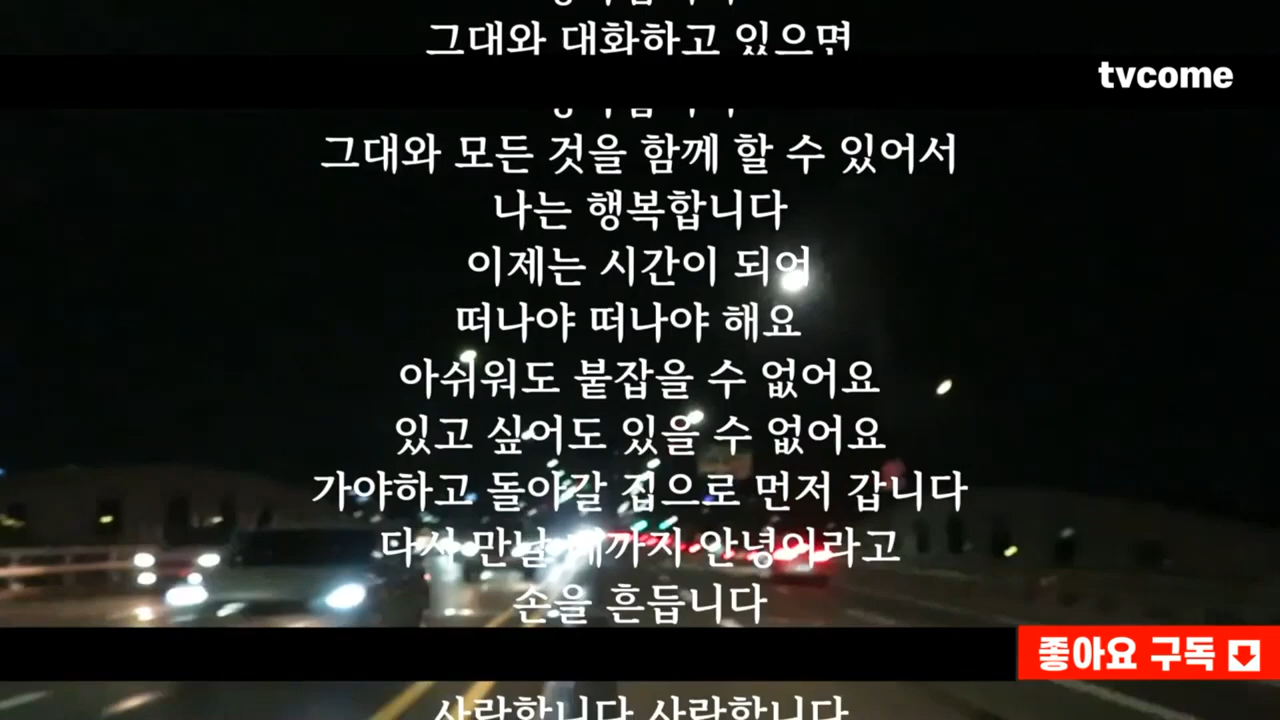 그대와 대화하고 있으면
tvcome
그대와 모든 것을 함께 할 수 있어서
나는 행복합니다
이제는 시간이 되어
떠나야 떠나야 해요
아쉬워도 붙잡을 수 없어요
있고 싶어도 있을 수 없어요
가야하고 돌아갈 집으로 먼저 갑니다
다시 만날 때까지 안녕이라고
손을 흔듭니다
좋아요 구독
사랑합니다 사랑합니다